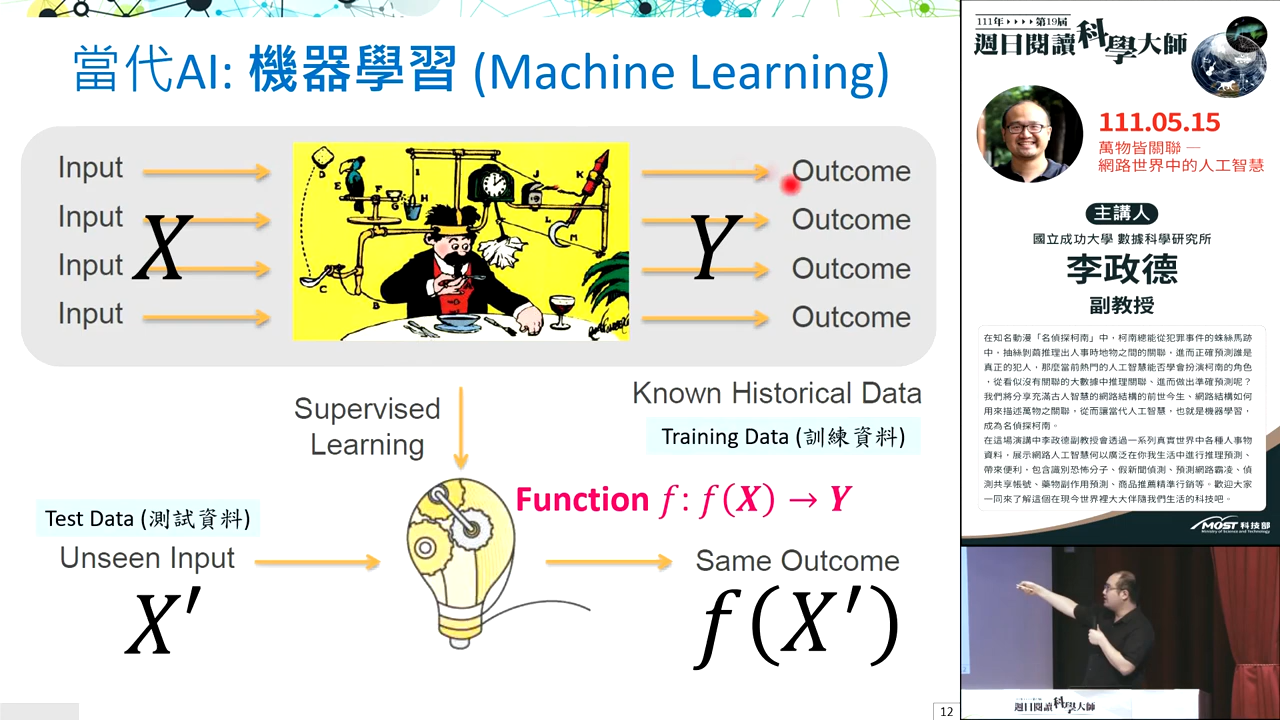 當代AI: 機器學習 (Machine Learning)
Input
Input
Input
Input
X
D
E
F
G
H
I
J
K
L
M
C
B
A
Y
Outcome
Outcome
Outcome
Outcome
Supervised
Learning
Known Historical Data
Training Data (訓練資料)
Function f: f(X) → Y
Test Data (測試資料)
Unseen Input
X′
Same Outcome
f(X′)
12
111年 第19屆
週日閱讀科學大師
111.05.15
萬物皆關聯 —
網路世界中的人工智慧
主講人
國立成功大學 數據科學研究所
李政德
副教授
在知名動漫「名偵探柯南」中，柯南總能從犯罪事件的蛛絲馬跡
中，抽絲剝繭推理出人事時地物之間的關聯，進而正確預測誰是
真正的犯人，那麼當前熱門的人工智慧能否學會扮演柯南的角色
，從看似沒有關聯的大數據中推理關聯、進而做出準確預測呢？
我們將分享充滿古人智慧的網路結構的前世今生、網路結構如何
用來描述萬物之關聯，從而讓當代人工智慧，也就是機器學習，
成為名偵探柯南。
在這場演講中李政德副教授會透過一系列真實世界中各種人事物
資料，展示網路人工智慧何以廣泛在你我生活中進行推理預測、
帶來便利，包含識別恐怖分子、假新聞偵測、預測網路霸凌、偵
測共享帳號、藥物副作用預測、商品推薦精準行銷等。歡迎大家
一同來了解這個在現今世界裡大大伴隨我們生活的科技吧。
MOST 科技部
Ministry of Science and Technology
週日閱讀科學大師